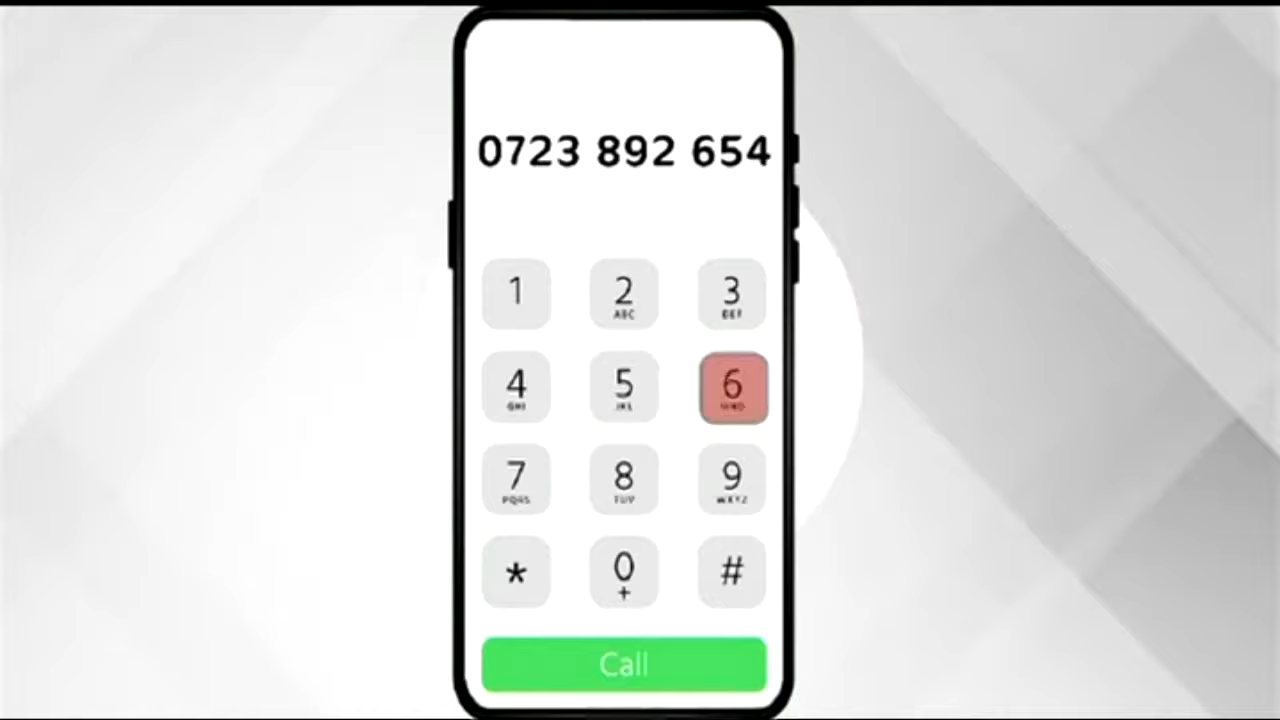 0723 892 654
1 2 3
ABC DEF
4 5 6
GHI JKL MNO
7 8 9
PQRS TUV WXYZ
* 0 #
+
Call